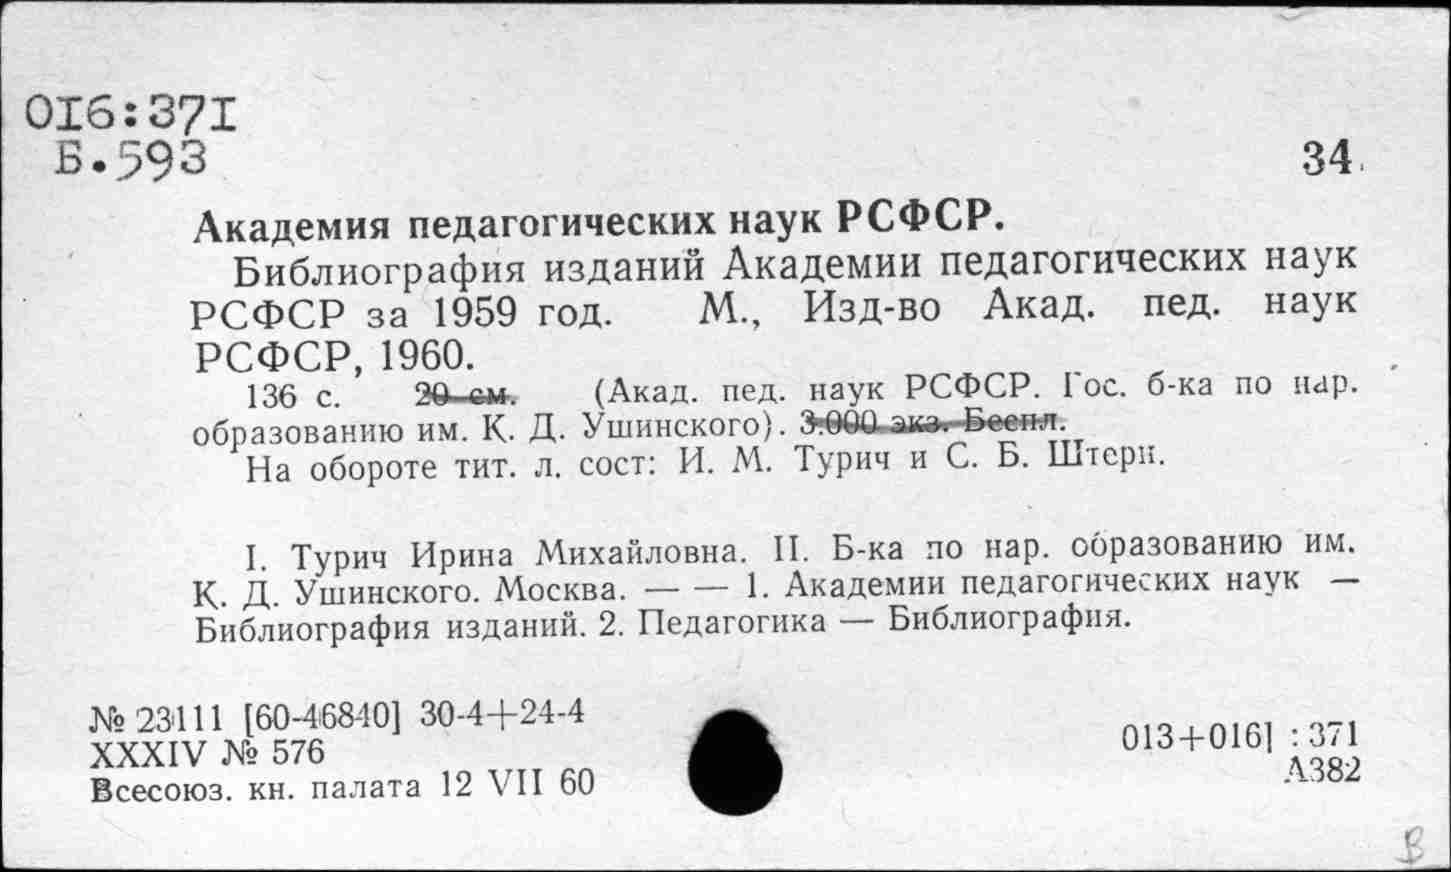 016:371
Б.593
34.
Академия педагогических наук РСФСР.
Библиография изданий Академии педагогических наук
РСФСР за 1959 год. М., Изд-во Акад. пед. наук
РСФСР, 1960.
136 с. 20 см. (Акад. пед. наук РСФСР. Гос. б-ка по нар.
образованию им. К. Д. Ушинского). 3.000 экз. Беспл.
На обороте тит. л. сост: И. М. Турич и С. Б. Штерн.
I. Турич Ирина Михайловна. II. Б-ка по нар. образованию им.
К. Д. Ушинского. Москва. — — 1. Академии педагогических наук —
Библиография изданий. 2. Педагогика — Библиография.
№ 23111 [60-46840] 30-4+24-4
XXXIV № 576
Всесоюз. кн. палата 12 VII 60
013+016] : 371
А382
В